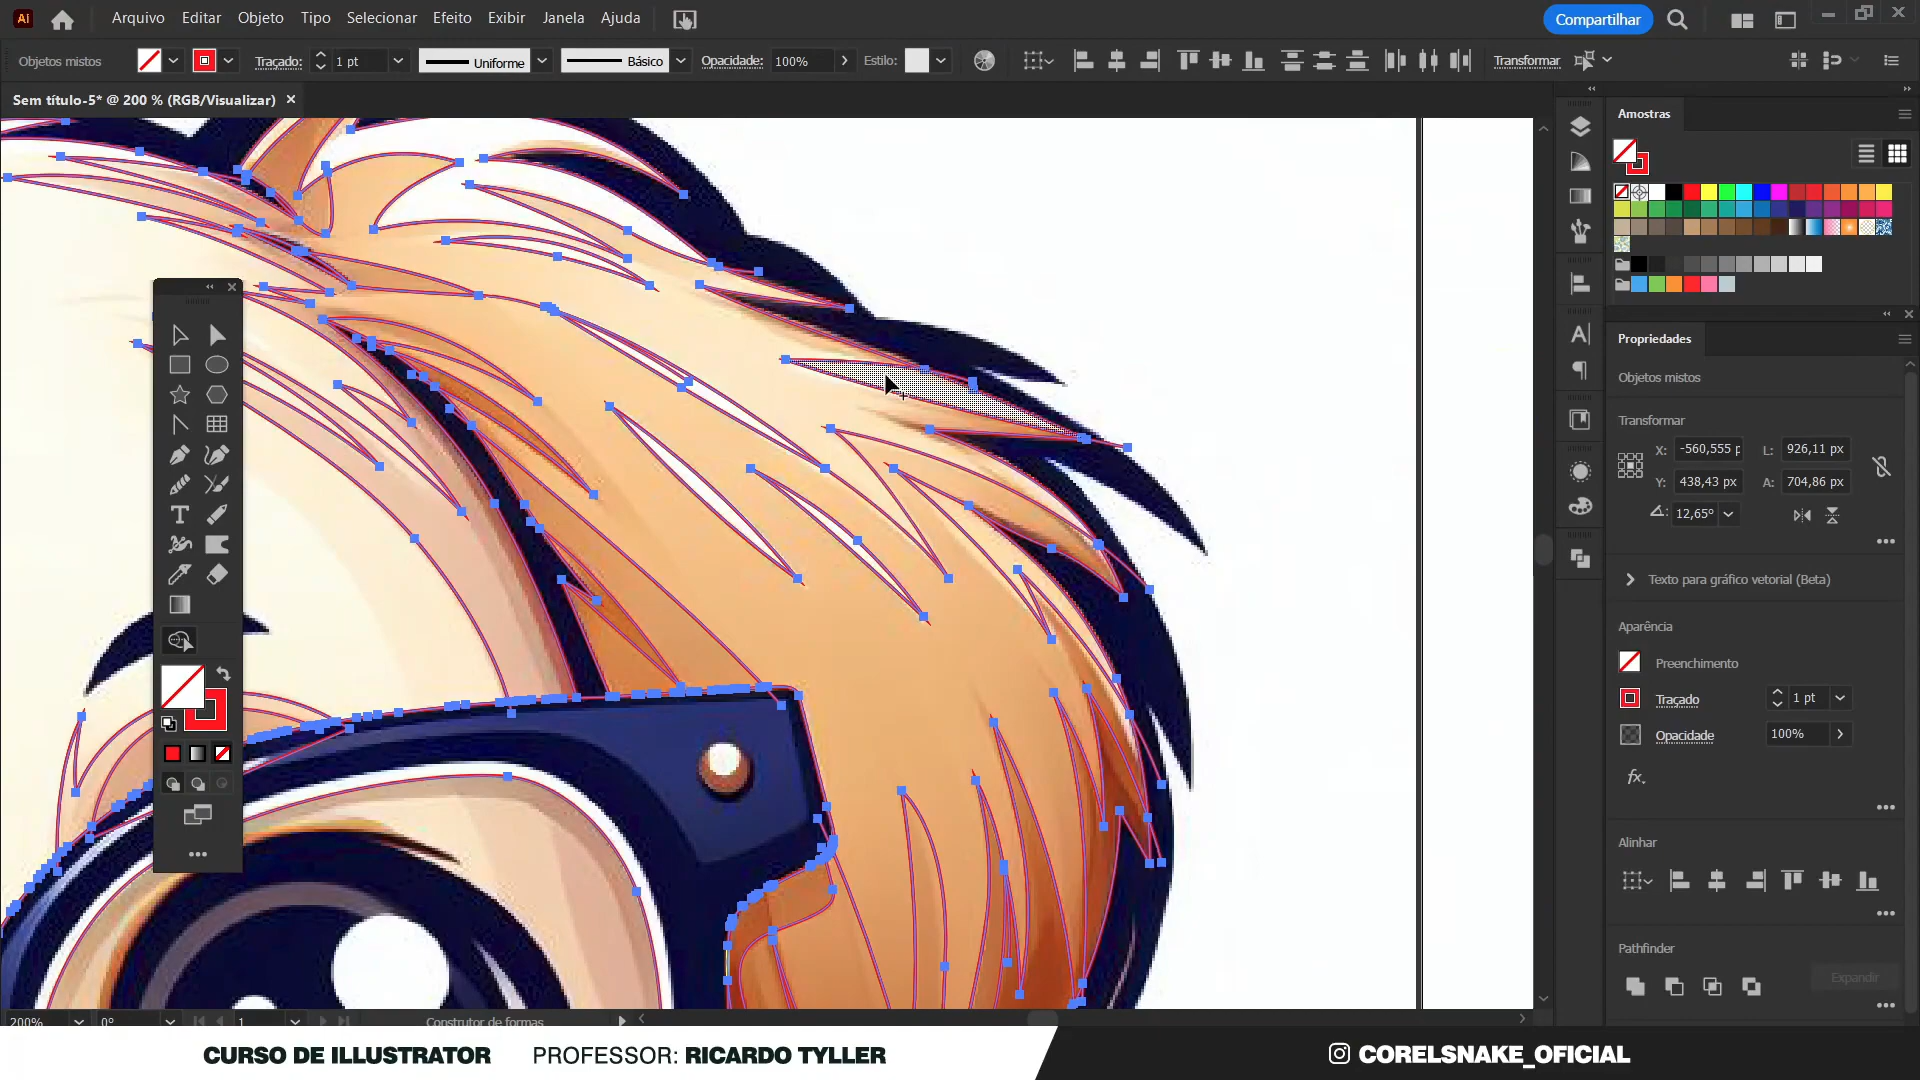 Ai
Arquivo Editar Objeto Tipo Selecionar Efeito Exibir Janela Ajuda
Compartilhar
Objetos mistos
Traçado: 1 pt
Uniforme
Básico
Opacidade: 100%
Estilo:
Transformar
Sem título-5* @ 200 % (RGB/Visualizar)
Amostras
Propriedades
Objetos mistos
Transformar
X: -560,555 p L: 926,11 px
Y: 438,43 px A: 704,86 px
12,65°
Texto para gráfico vetorial (Beta)
Aparência
Preenchimento
Traçado 1 pt
Opacidade 100%
fx.
Alinhar
Pathfinder
Expandir
200% 0° 1 Construtor de formas
CURSO DE ILLUSTRATOR PROFESSOR: RICARDO TYLLER
CORELSNAKE_OFICIAL